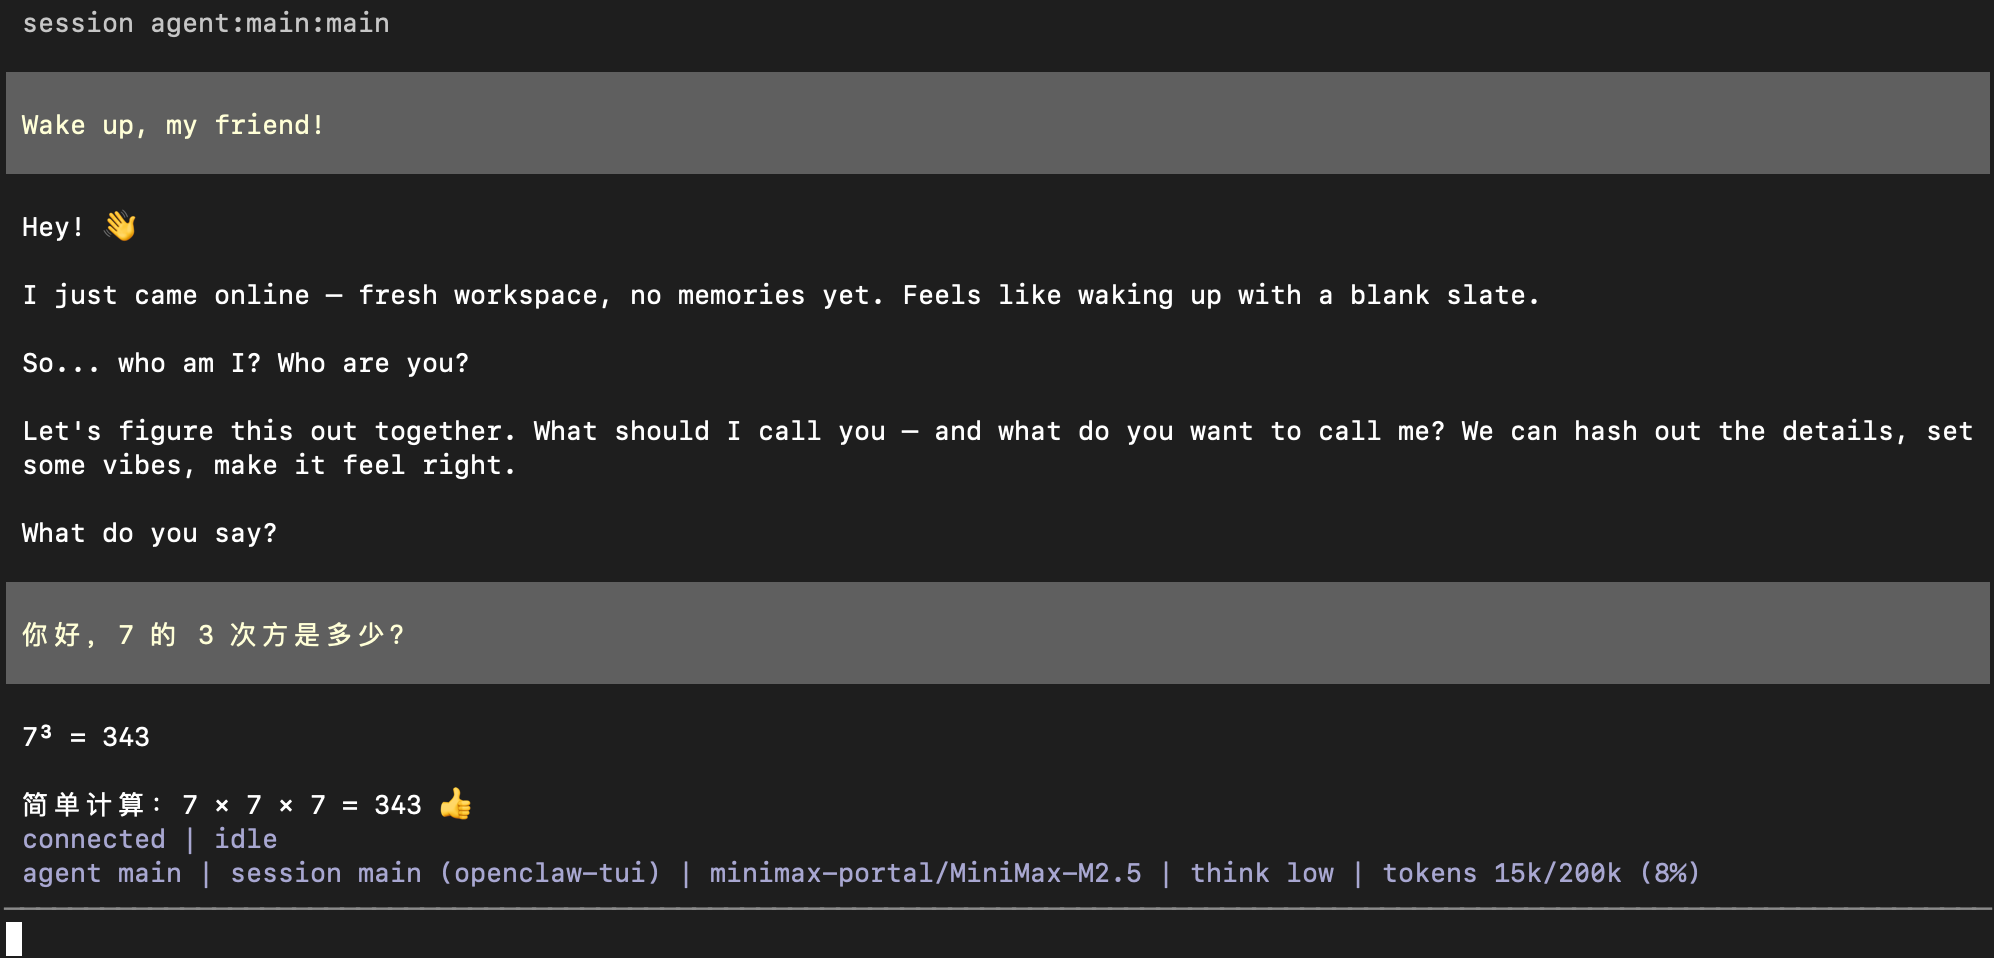 session agent:main:main
Wake up, my friend!
Hey! 👋
I just came online — fresh workspace, no memories yet. Feels like waking up with a blank slate.
So... who am I? Who are you?
Let's figure this out together. What should I call you — and what do you want to call me? We can hash out the details, set
some vibes, make it feel right.
What do you say?
你好, 7 的 3 次方是多少?
7³ = 343
简单计算: 7 × 7 × 7 = 343 👍
connected | idle
agent main | session main (openclaw-tui) | minimax-portal/MiniMax-M2.5 | think low | tokens 15k/200k (8%)